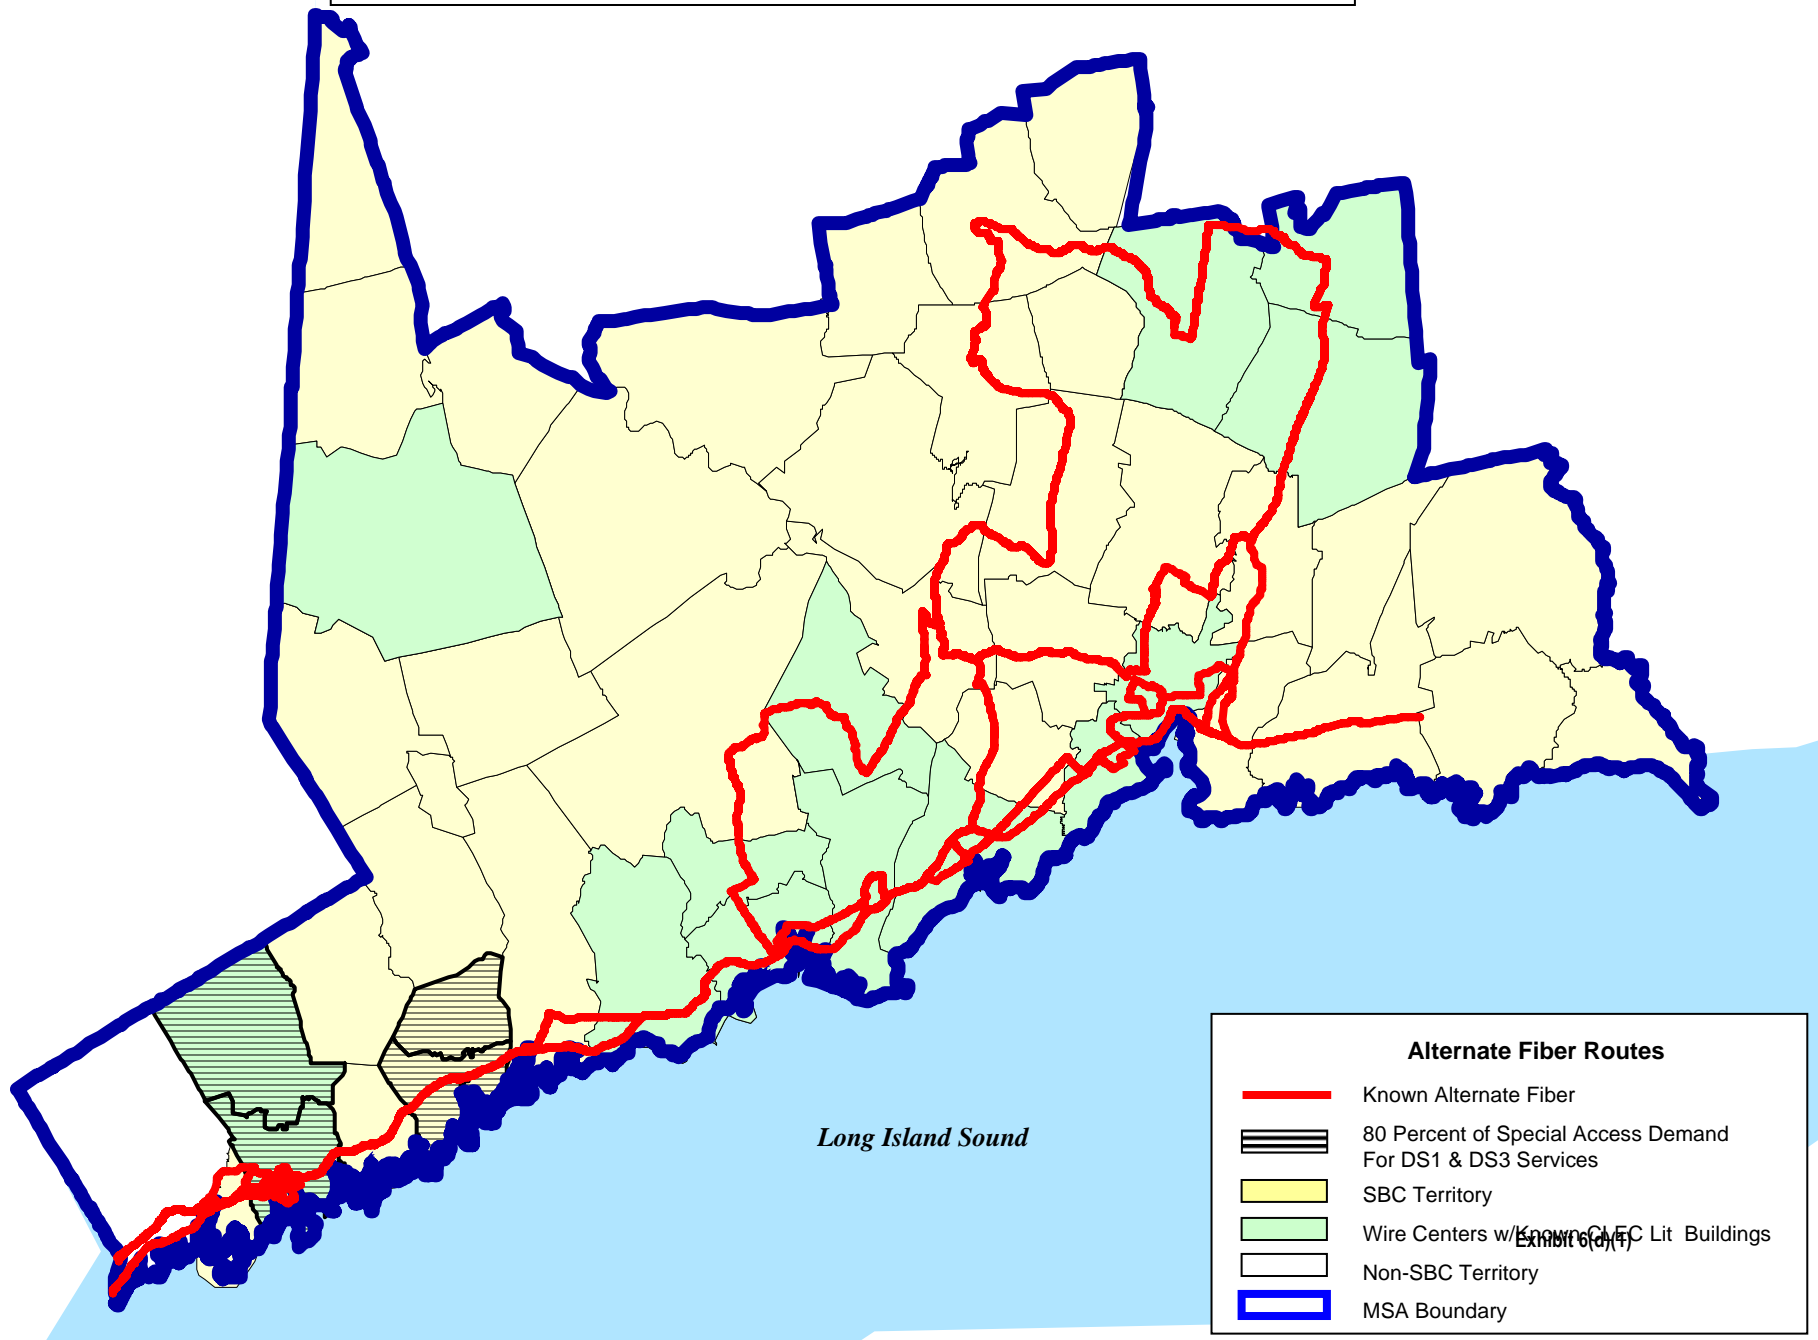 Long Island Sound
Alternate Fiber Routes
Known Alternate Fiber
80 Percent of Special Access Demand
For DS1 & DS3 Services
SBC Territory
Wire Centers w/Known CLEC Lit Buildings
Exhibit 6(d)(1)
Non-SBC Territory
MSA Boundary